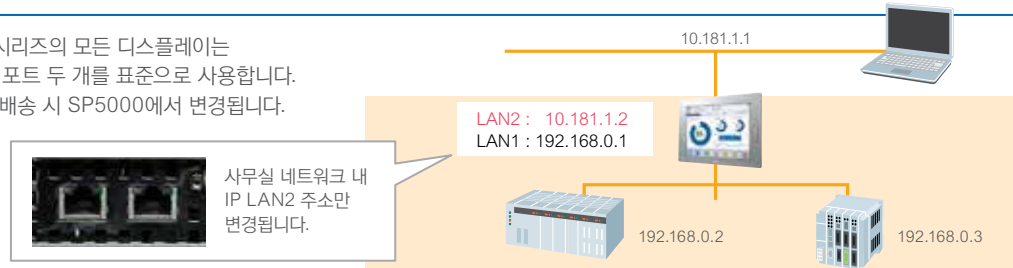 시리즈의 모든 디스플레이는
포트 두 개를 표준으로 사용합니다.
배송 시 SP5000에서 변경됩니다.
10.181.1.1
LAN2 : 10.181.1.2
LAN1 : 192.168.0.1
사무실 네트워크 내
IP LAN2 주소만
변경됩니다.
192.168.0.2
192.168.0.3